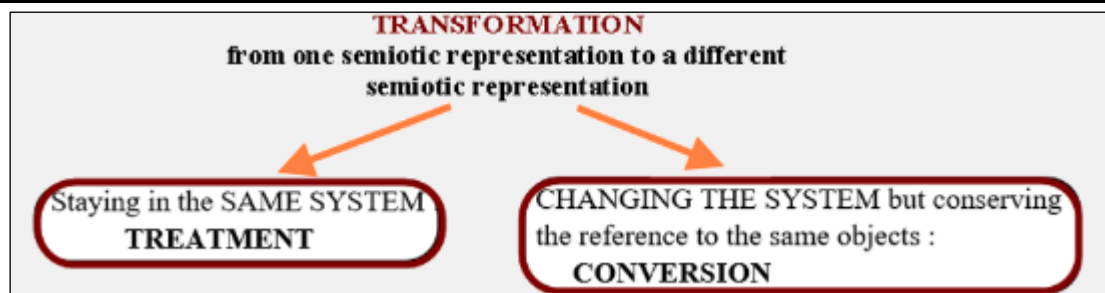 TRANSFORMATION
from one semiotic representation to a different
semiotic representation
Staying in the SAME SYSTEM :
TREATMENT
CHANGING THE SYSTEM but conserving
the reference to the same objects :
CONVERSION